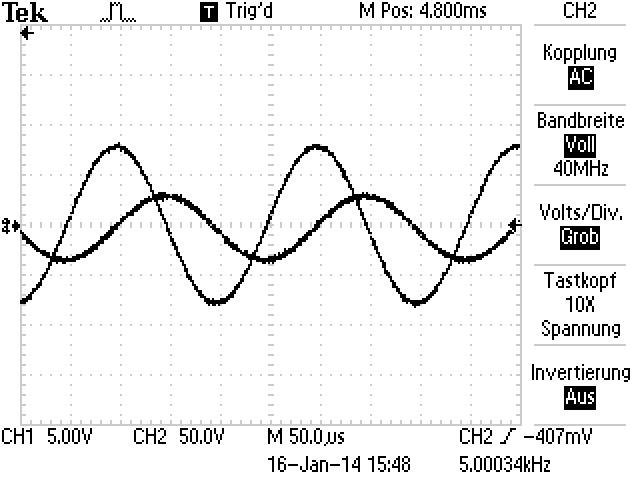 Tek T Trig'd M Pos: 4.800ms CH2
Kopplung
AC
Bandbreite
Voll
40MHz
Volts/Div.
Grob
Tastkopf
10X
Spannung
Invertierung
Aus
CH1 5.00V CH2 50.0V M 50.0µs CH2 -407mV
16-Jan-14 15:48 5.00034kHz